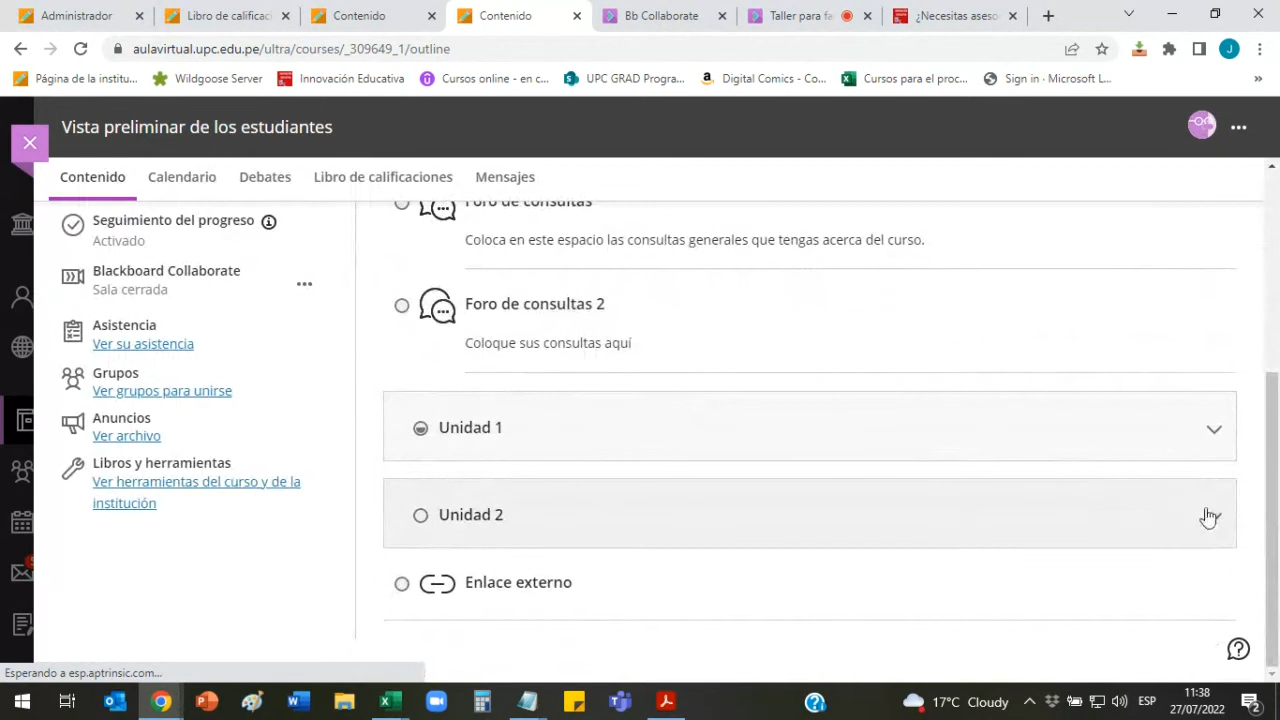 Administrador
Libro de calificac
Contenido
Contenido
Bb Collaborate
Taller para fa
¿Necesitas aseso
aulavirtual.upc.edu.pe/ultra/courses/_309649_1/outline
Página de la institu...
Wildgoose Server
Innovación Educativa
Cursos online - en c...
UPC GRAD Progra...
Digital Comics - Co...
Cursos para el proc...
Sign in · Microsoft L...
»
J
Vista preliminar de los estudiantes
Contenido
Calendario
Debates
Libro de calificaciones
Mensajes
Seguimiento del progreso
Activado
Blackboard Collaborate
Sala cerrada
Asistencia
Ver su asistencia
Grupos
Ver grupos para unirse
Anuncios
Ver archivo
Libros y herramientas
Ver herramientas del curso y de la
institución
Foro de consultas
Coloca en este espacio las consultas generales que tengas acerca del curso.
Foro de consultas 2
Coloque sus consultas aquí
Unidad 1
Unidad 2
Enlace externo
Esperando a esp.aptrinsic.com...
17°C Cloudy
ESP
11:38
27/07/2022
2